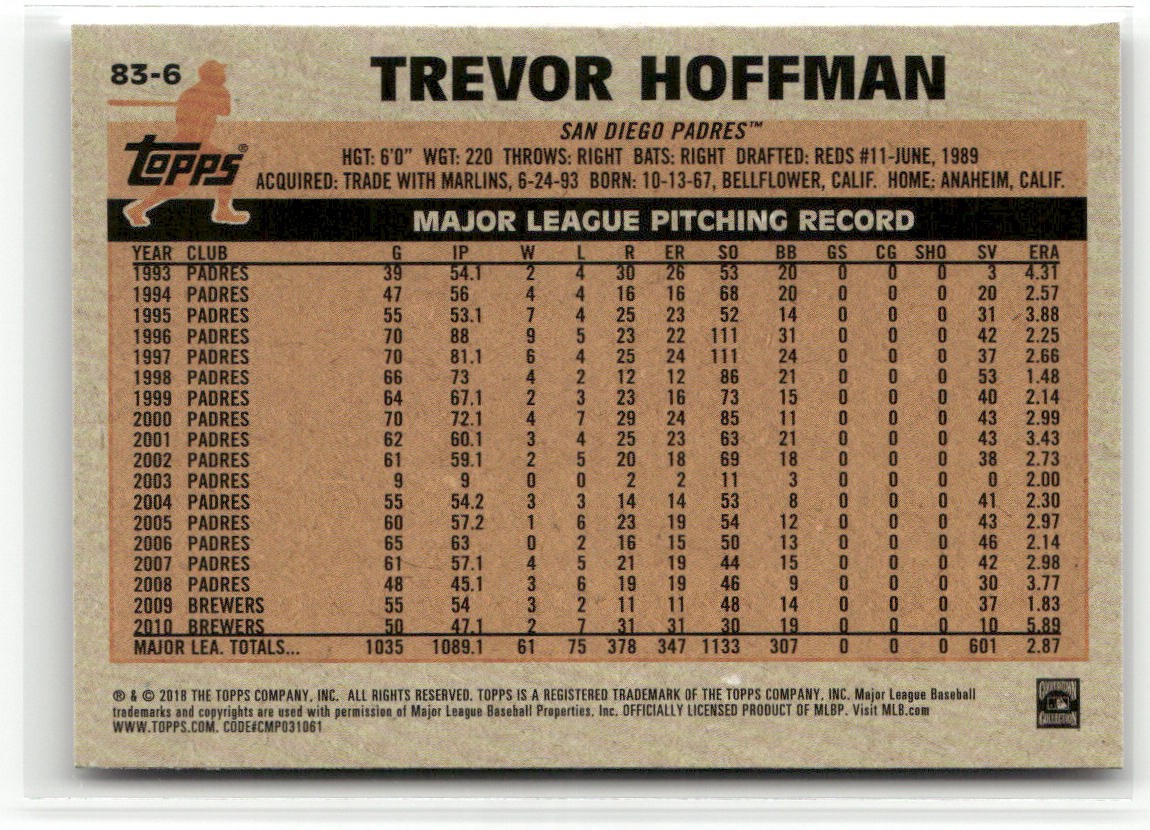 83-6
TREVOR HOFFMAN
topps®
SAN DIEGO PADRES™
HGT: 6'0" WGT: 220 THROWS: RIGHT BATS: RIGHT DRAFTED: REDS #11-JUNE, 1989
ACQUIRED: TRADE WITH MARLINS, 6-24-93 BORN: 10-13-67, BELLFLOWER, CALIF. HOME: ANAHEIM, CALIF.
MAJOR LEAGUE PITCHING RECORD
YEAR CLUB G IP W L R ER SO BB GS CG SHO SV ERA
1993 PADRES 39 54.1 2 4 30 26 53 20 0 0 0 3 4.31
1994 PADRES 47 56 4 4 16 16 68 20 0 0 0 20 2.57
1995 PADRES 55 53.1 7 4 25 23 52 14 0 0 0 31 3.88
1996 PADRES 70 88 9 5 23 22 111 31 0 0 0 42 2.25
1997 PADRES 70 81.1 6 4 25 24 111 24 0 0 0 37 2.66
1998 PADRES 66 73 4 2 12 12 86 21 0 0 0 53 1.48
1999 PADRES 64 67.1 2 3 23 16 73 15 0 0 0 40 2.14
2000 PADRES 70 72.1 4 7 29 24 85 11 0 0 0 43 2.99
2001 PADRES 62 60.1 3 4 25 23 63 21 0 0 0 43 3.43
2002 PADRES 61 59.1 2 5 20 18 69 18 0 0 0 38 2.73
2003 PADRES 9 9 0 0 2 2 11 3 0 0 0 0 2.00
2004 PADRES 55 54.2 3 3 14 14 53 8 0 0 0 41 2.30
2005 PADRES 60 57.2 1 6 23 19 54 12 0 0 0 43 2.97
2006 PADRES 65 63 0 2 16 15 50 13 0 0 0 46 2.14
2007 PADRES 61 57.1 4 5 21 19 44 15 0 0 0 42 2.98
2008 PADRES 48 45.1 3 6 19 19 46 9 0 0 0 30 3.77
2009 BREWERS 55 54 3 2 11 11 48 14 0 0 0 37 1.83
2010 BREWERS 50 47.1 2 7 31 31 30 19 0 0 0 10 5.89
MAJOR LEA. TOTALS... 1035 1089.1 61 75 378 347 1133 307 0 0 0 601 2.87
® & © 2018 THE TOPPS COMPANY, INC. ALL RIGHTS RESERVED. TOPPS IS A REGISTERED TRADEMARK OF THE TOPPS COMPANY, INC. Major League Baseball
trademarks and copyrights are used with permission of Major League Baseball Properties, Inc. OFFICIALLY LICENSED PRODUCT OF MLBP. Visit MLB.com
WWW.TOPPS.COM. CODE#CMP031061
COOPERSTOWN
COLLECTION